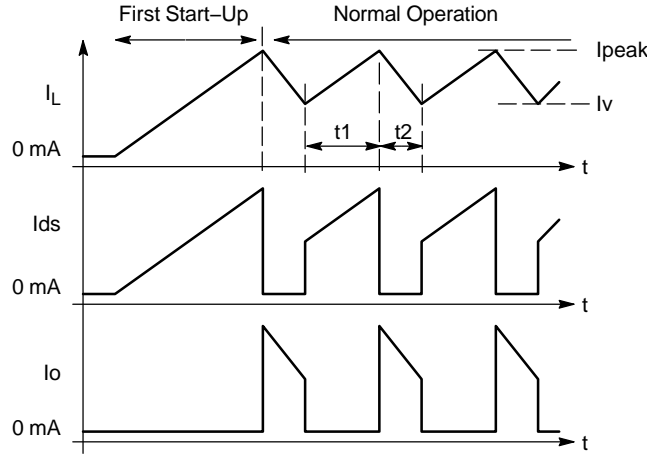 First Start–Up
Normal Operation
Ipeak
IL
Iv
t1
t2
0 mA
t
Ids
0 mA
t
Io
0 mA
t